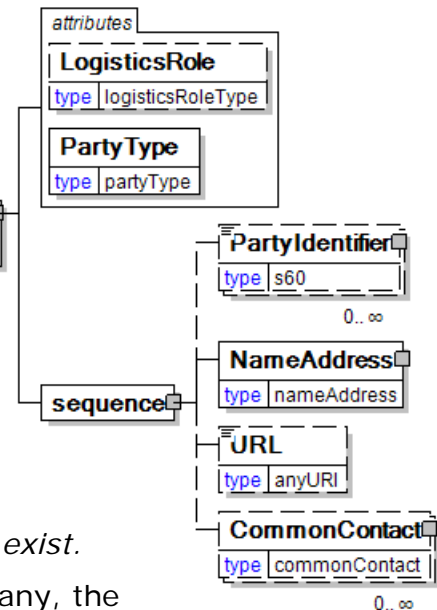 attributes
LogisticsRole
type logisticsRoleType
PartyType
type partyType
PartyIdentifier
type s60
0.. ∞
NameAddress
type nameAddress
sequence
URL
type anyURI
CommonContact
type commonContact
0.. ∞
exist.
any, the